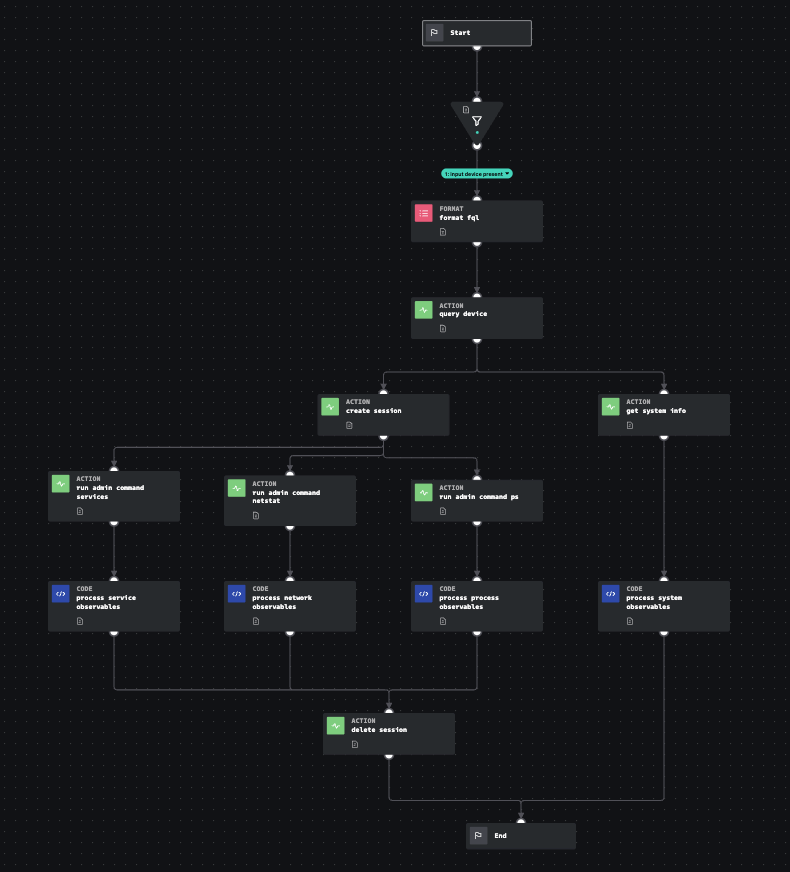 Start
1: input device present
FORMAT
format fql
ACTION
query device
ACTION
create session
ACTION
get system info
ACTION
run admin command
services
ACTION
run admin command
netstat
ACTION
run admin command ps
CODE
process service
observables
CODE
process network
observables
CODE
process process
observables
CODE
process system
observables
ACTION
delete session
End